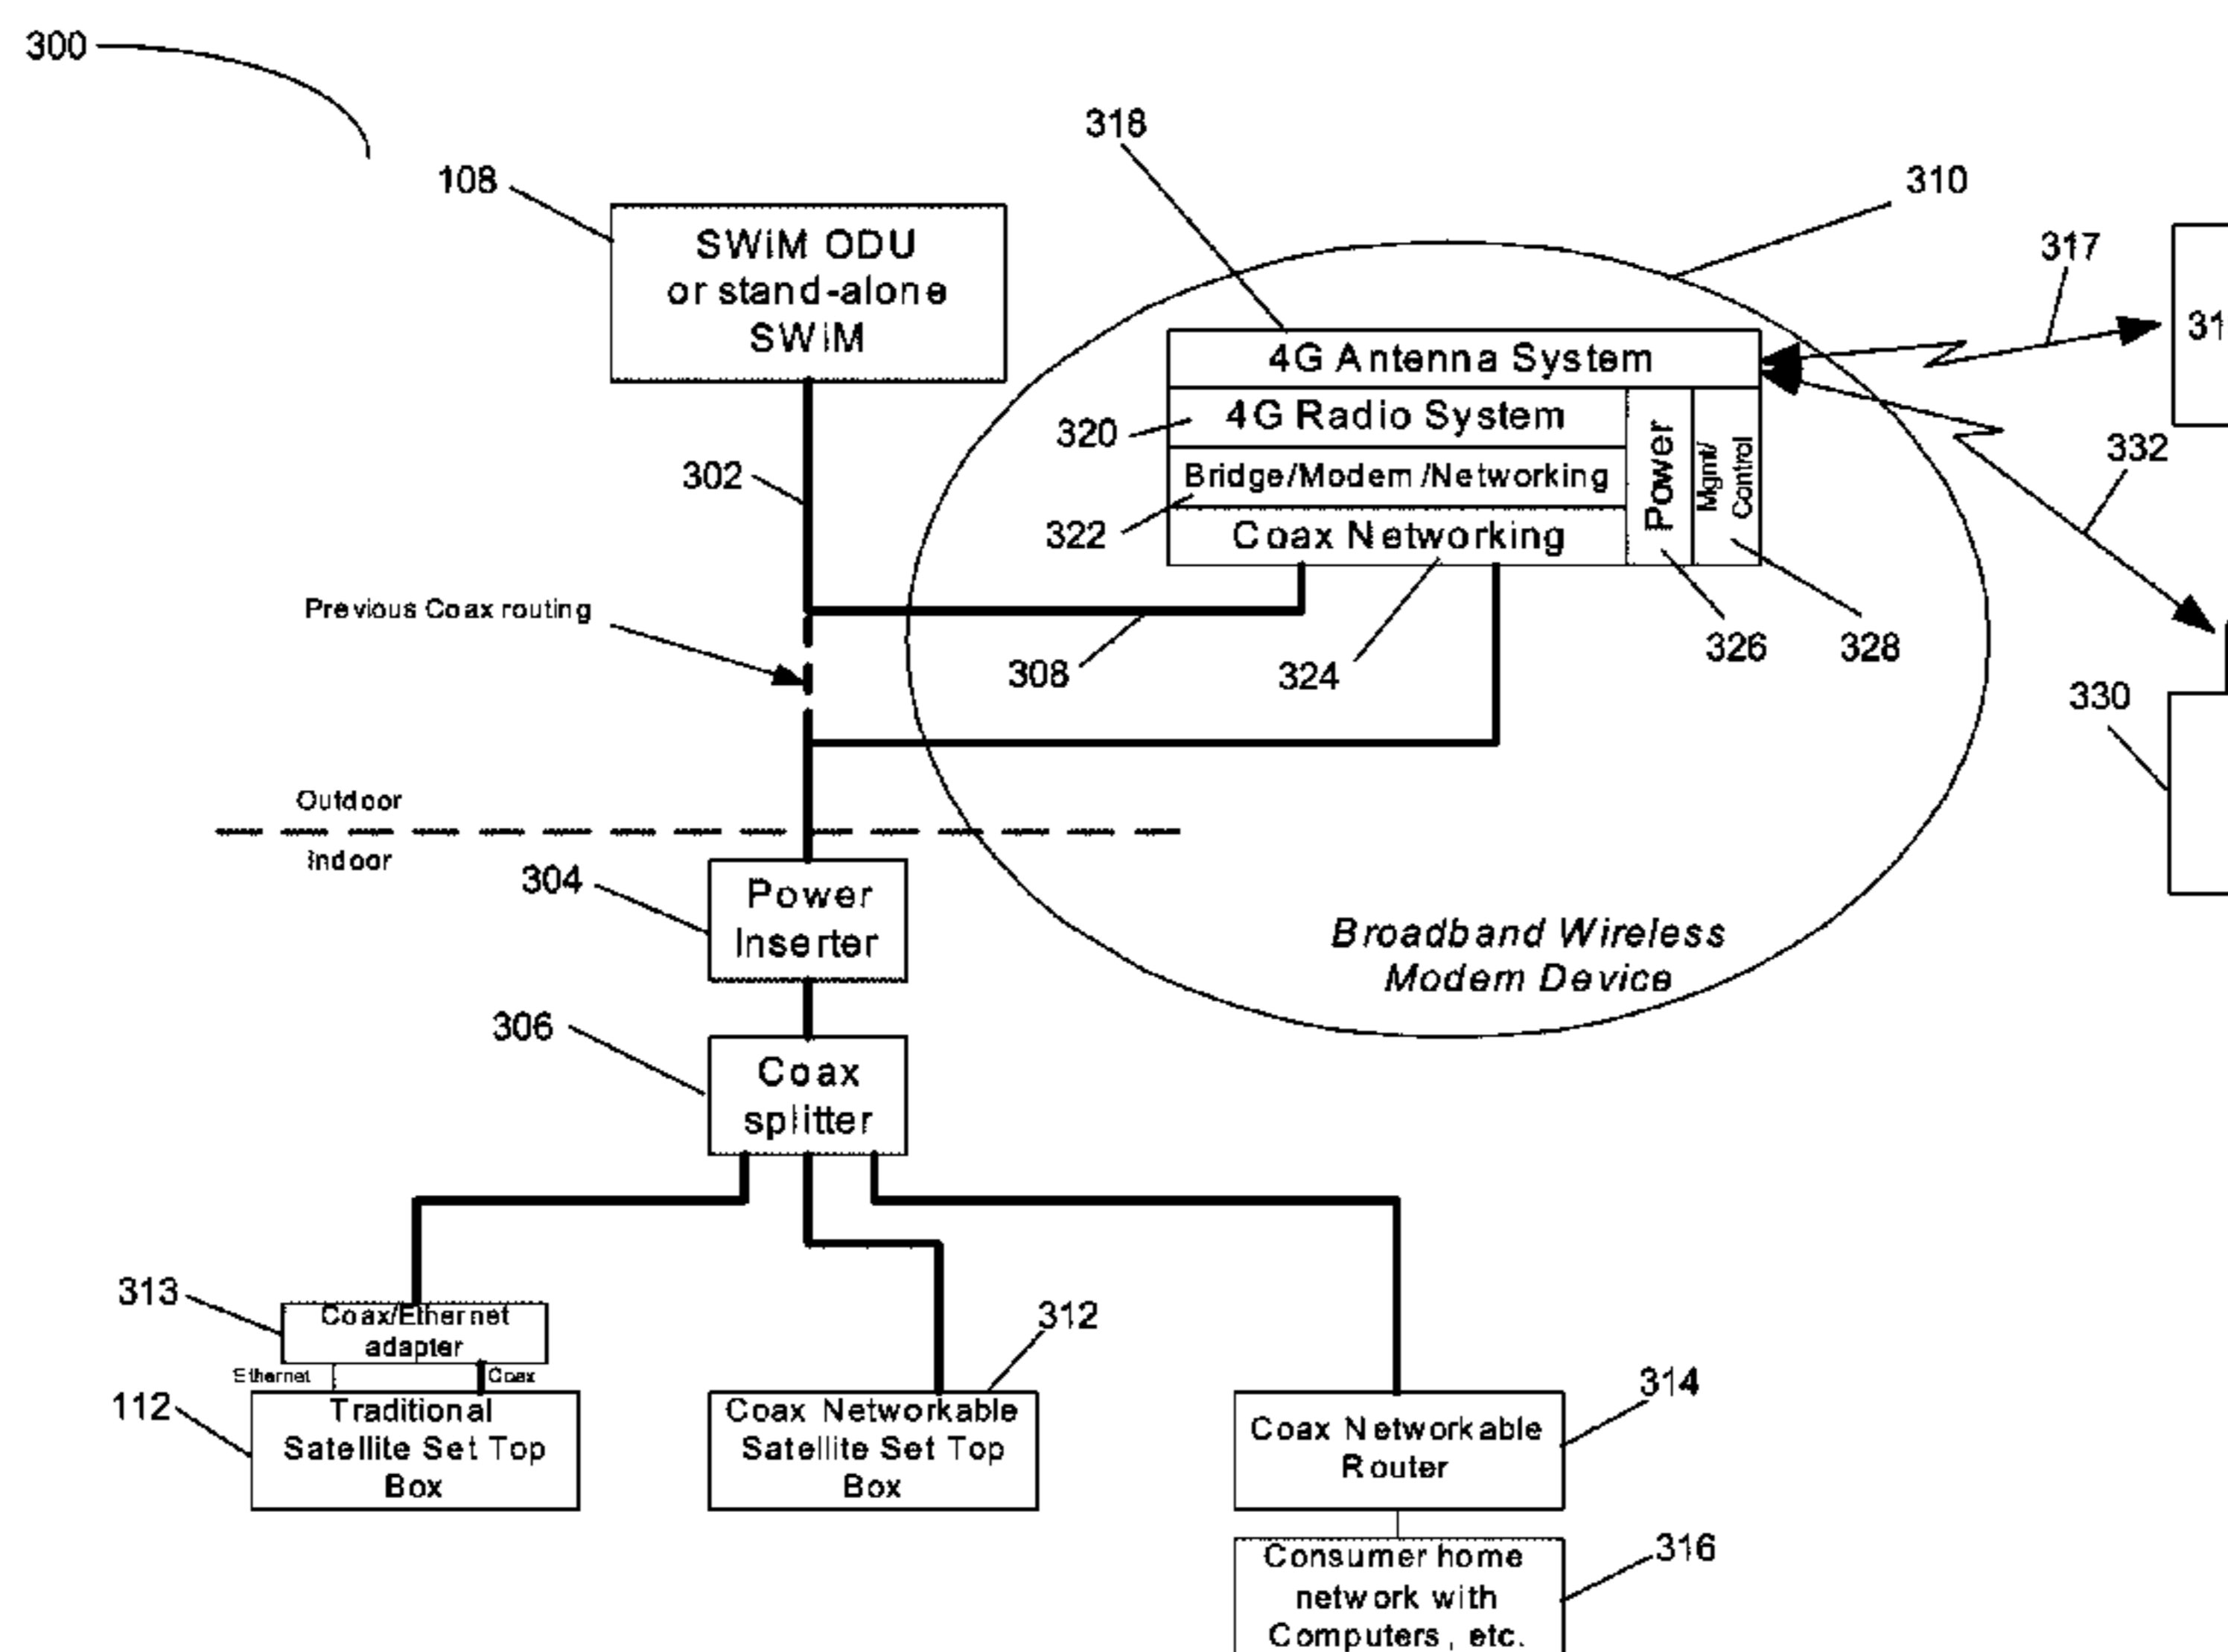 300
318
108
310
SWiM ODU
or stand-alone
SWiM
317
4G Antenna System
320
4G Radio System
332
302
Bridge/Modem/Networking
Power
Mgmt/
Control
322
Coax Networking
Previous Coax routing
308
324
326
328
330
Outdoor
Indoor
304
Power
Inserter
Broadband Wireless
Modem Device
306
Coax
splitter
313
Coax/Ethernet
adapter
312
Ethernet
Coax
112
Traditional
Satellite Set Top
Box
Coax Networkable
Satellite Set Top
Box
314
Coax Networkable
Router
316
Consumer home
network with
Computers, etc.